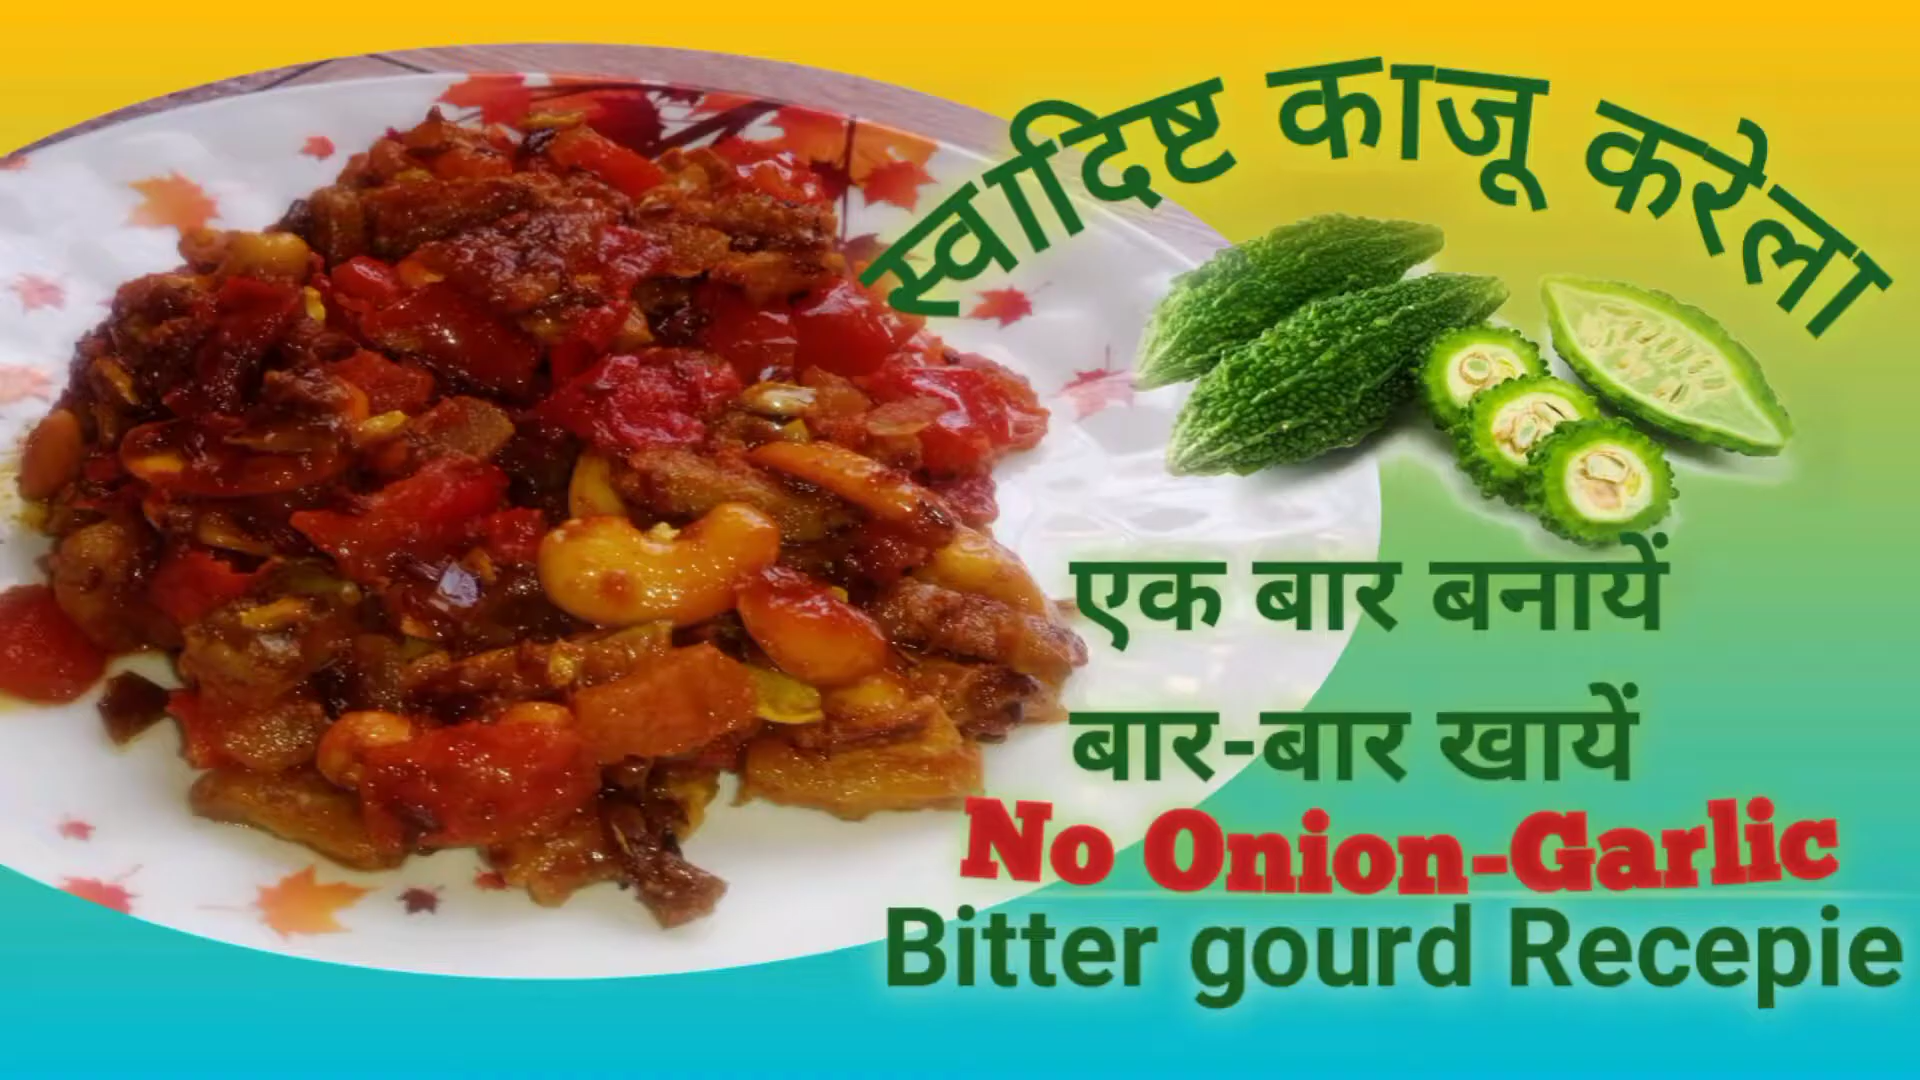 स्वादिष्ट काजू करेला
एक बार बनायें
बार-बार खायें
No Onion-Garlic
Bitter gourd Recepie